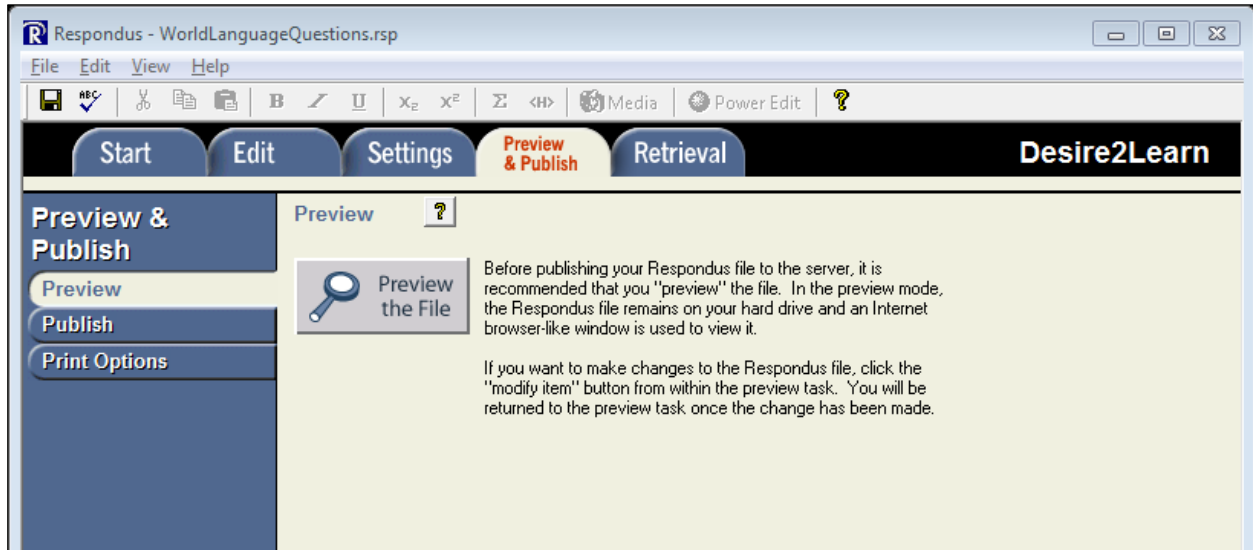 Respondus - WorldLanguageQuestions.rsp
File Edit View Help
ABC B I U X₂ X² Σ <H> Media Power Edit ?
Start Edit Settings Preview & Publish Retrieval Desire2Learn
Preview &
Publish
Preview
Publish
Print Options
Preview ?
Preview
the File
Before publishing your Respondus file to the server, it is
recommended that you "preview" the file. In the preview mode,
the Respondus file remains on your hard drive and an Internet
browser-like window is used to view it.
If you want to make changes to the Respondus file, click the
"modify item" button from within the preview task. You will be
returned to the preview task once the change has been made.